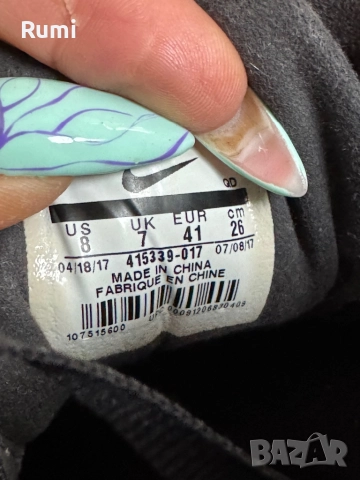 Rumi
QD
US UK EUR cm
8 7 41 26
04/18/17 415339-017 07/08/17
MADE IN CHINA
FABRIQUE EN CHINE
107515600
BAZAR